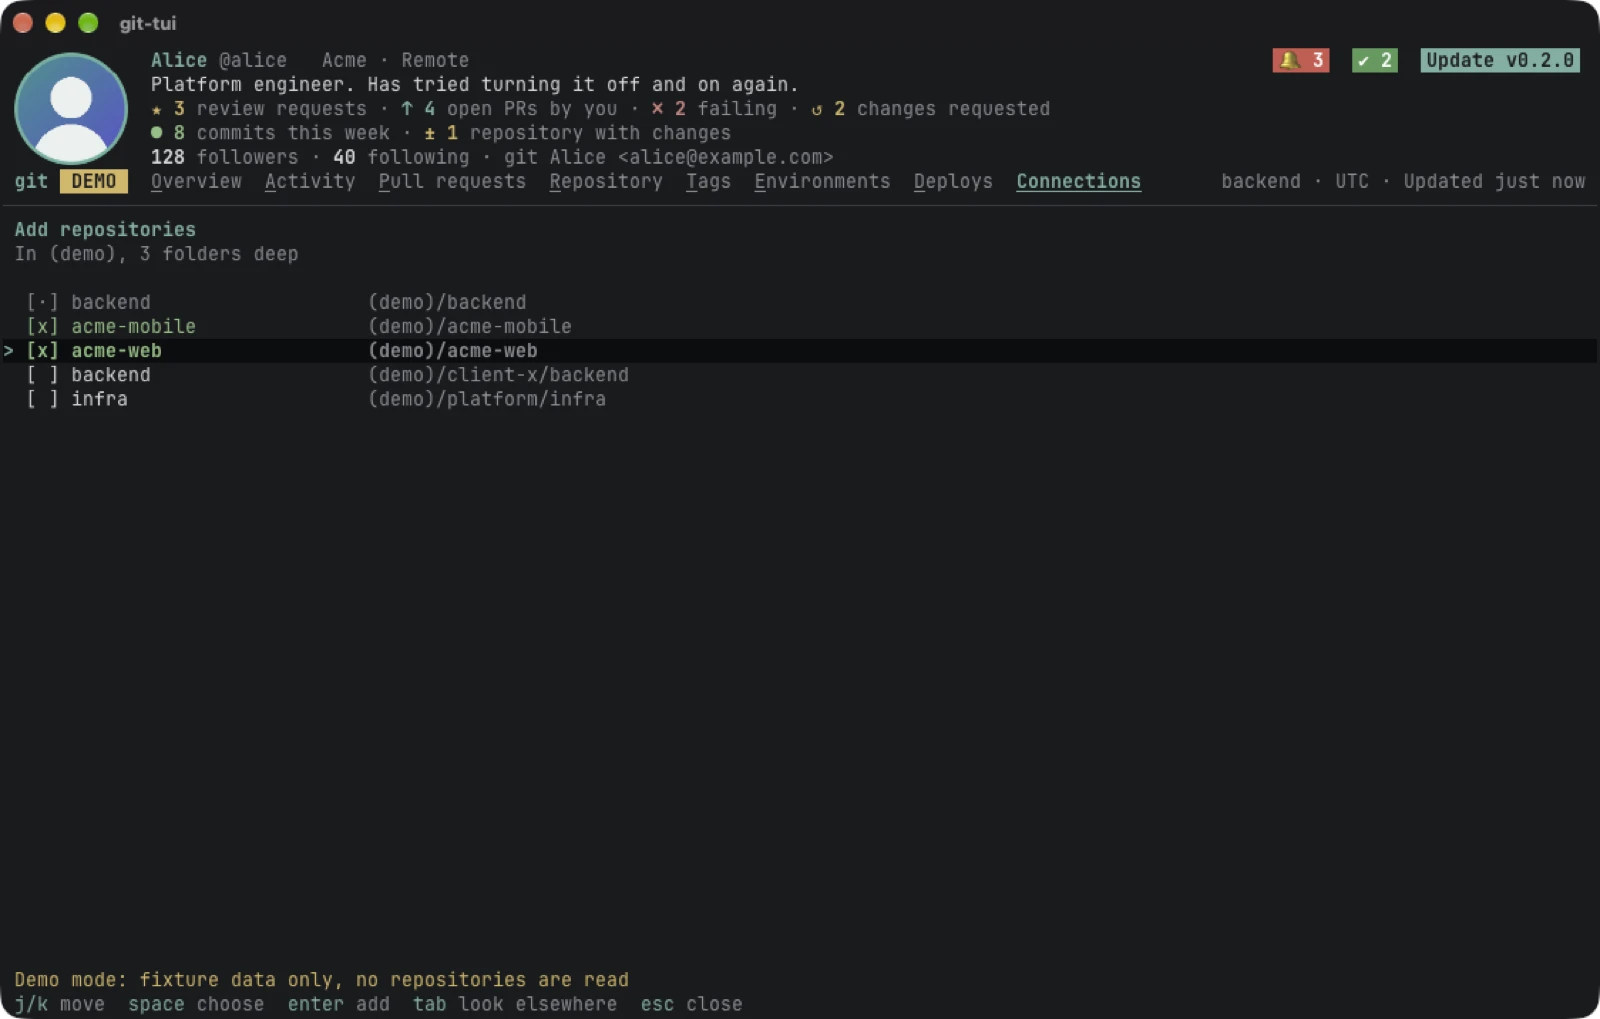 git-tui
Alice @alice   Acme · Remote   🔔 3   ✔ 2   Update v0.2.0
Platform engineer. Has tried turning it off and on again.
★ 3 review requests · ↑ 4 open PRs by you · × 2 failing · ↺ 2 changes requested
● 8 commits this week · ± 1 repository with changes
128 followers · 40 following · git Alice <alice@example.com>
git DEMO Overview Activity Pull requests Repository Tags Environments Deploys Connections backend · UTC · Updated just now
Add repositories
In (demo), 3 folders deep
[·] backend (demo)/backend
[x] acme-mobile (demo)/acme-mobile
> [x] acme-web (demo)/acme-web
[ ] backend (demo)/client-x/backend
[ ] infra (demo)/platform/infra
Demo mode: fixture data only, no repositories are read
j/k move space choose enter add tab look elsewhere esc close